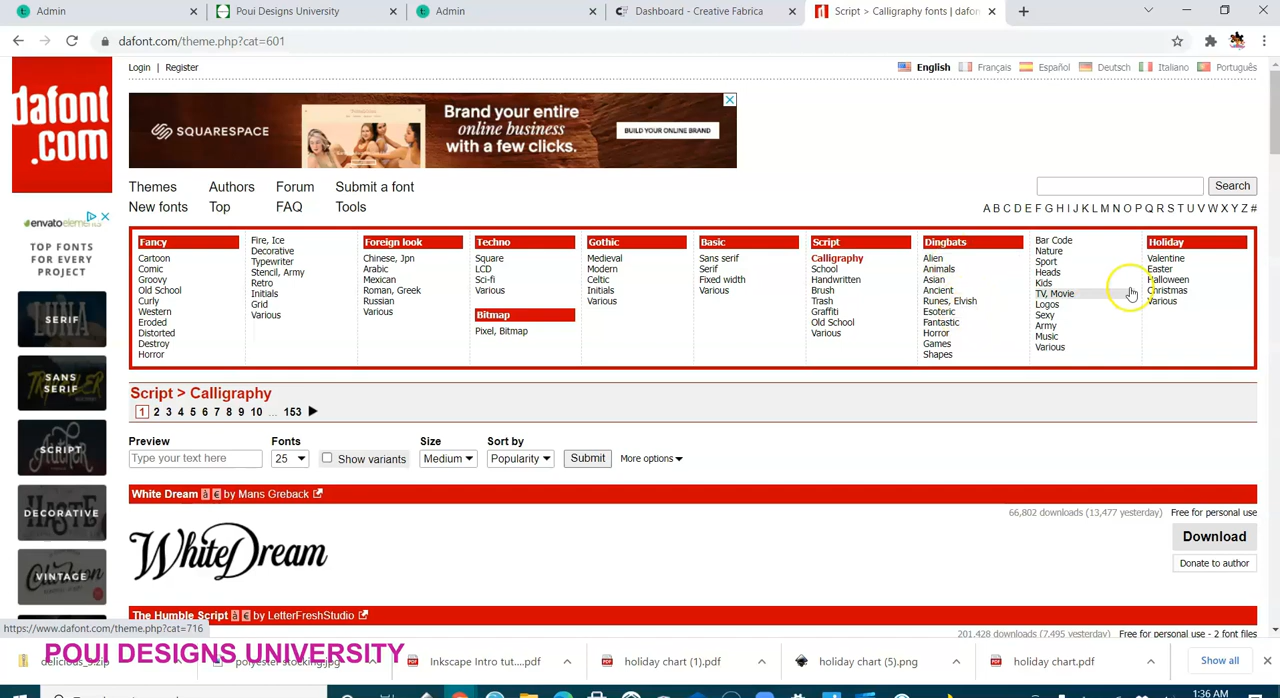 Admin
Poui Designs University
Admin
Dashboard - Creative Fabrica
Script > Calligraphy fonts | dafon
dafont.com/theme.php?cat=601
Login | Register
English Français Español Deutsch Italiano Português
dafont
.com
SQUARESPACE
Brand your entire
online business
with a few clicks.
BUILD YOUR ONLINE BRAND
Themes Authors Forum Submit a font
New fonts Top FAQ Tools
Search
A B C D E F G H I J K L M N O P Q R S T U V W X Y Z #
envato elements
TOP FONTS
FOR EVERY
PROJECT
SERIF
SANS
SERIF
SCRIPT
DECORATIVE
VINTAGE
Fancy
Cartoon
Comic
Groovy
Old School
Curly
Western
Eroded
Distorted
Destroy
Horror
Fire, Ice
Decorative
Typewriter
Stencil, Army
Retro
Initials
Grid
Various
Foreign look
Chinese, Jpn
Arabic
Mexican
Roman, Greek
Russian
Various
Techno
Square
LCD
Sci-fi
Various
Bitmap
Pixel, Bitmap
Gothic
Medieval
Modern
Celtic
Initials
Various
Basic
Sans serif
Serif
Fixed width
Various
Script
Calligraphy
School
Handwritten
Brush
Trash
Graffiti
Old School
Various
Dingbats
Alien
Animals
Asian
Ancient
Runes, Elvish
Esoteric
Fantastic
Horror
Games
Shapes
Bar Code
Nature
Sport
Heads
Kids
TV, Movie
Logos
Sexy
Army
Music
Various
Holiday
Valentine
Easter
Halloween
Christmas
Various
Script > Calligraphy
1 2 3 4 5 6 7 8 9 10 ... 153
Preview Fonts Size Sort by
Type your text here 25 Show variants Medium Popularity Submit More options
White Dream à € by Mans Greback
66,802 downloads (13,477 yesterday) Free for personal use
White Dream
Download
Donate to author
The Humble Script à € by LetterFreshStudio
201,428 downloads (7,495 yesterday) Free for personal use - 2 font files
https://www.dafont.com/theme.php?cat=716
POUI DESIGNS UNIVERSITY
Inkscape Intro tut....pdf
holiday chart (1).pdf
holiday chart (5).png
holiday chart.pdf
Show all
1:36 AM